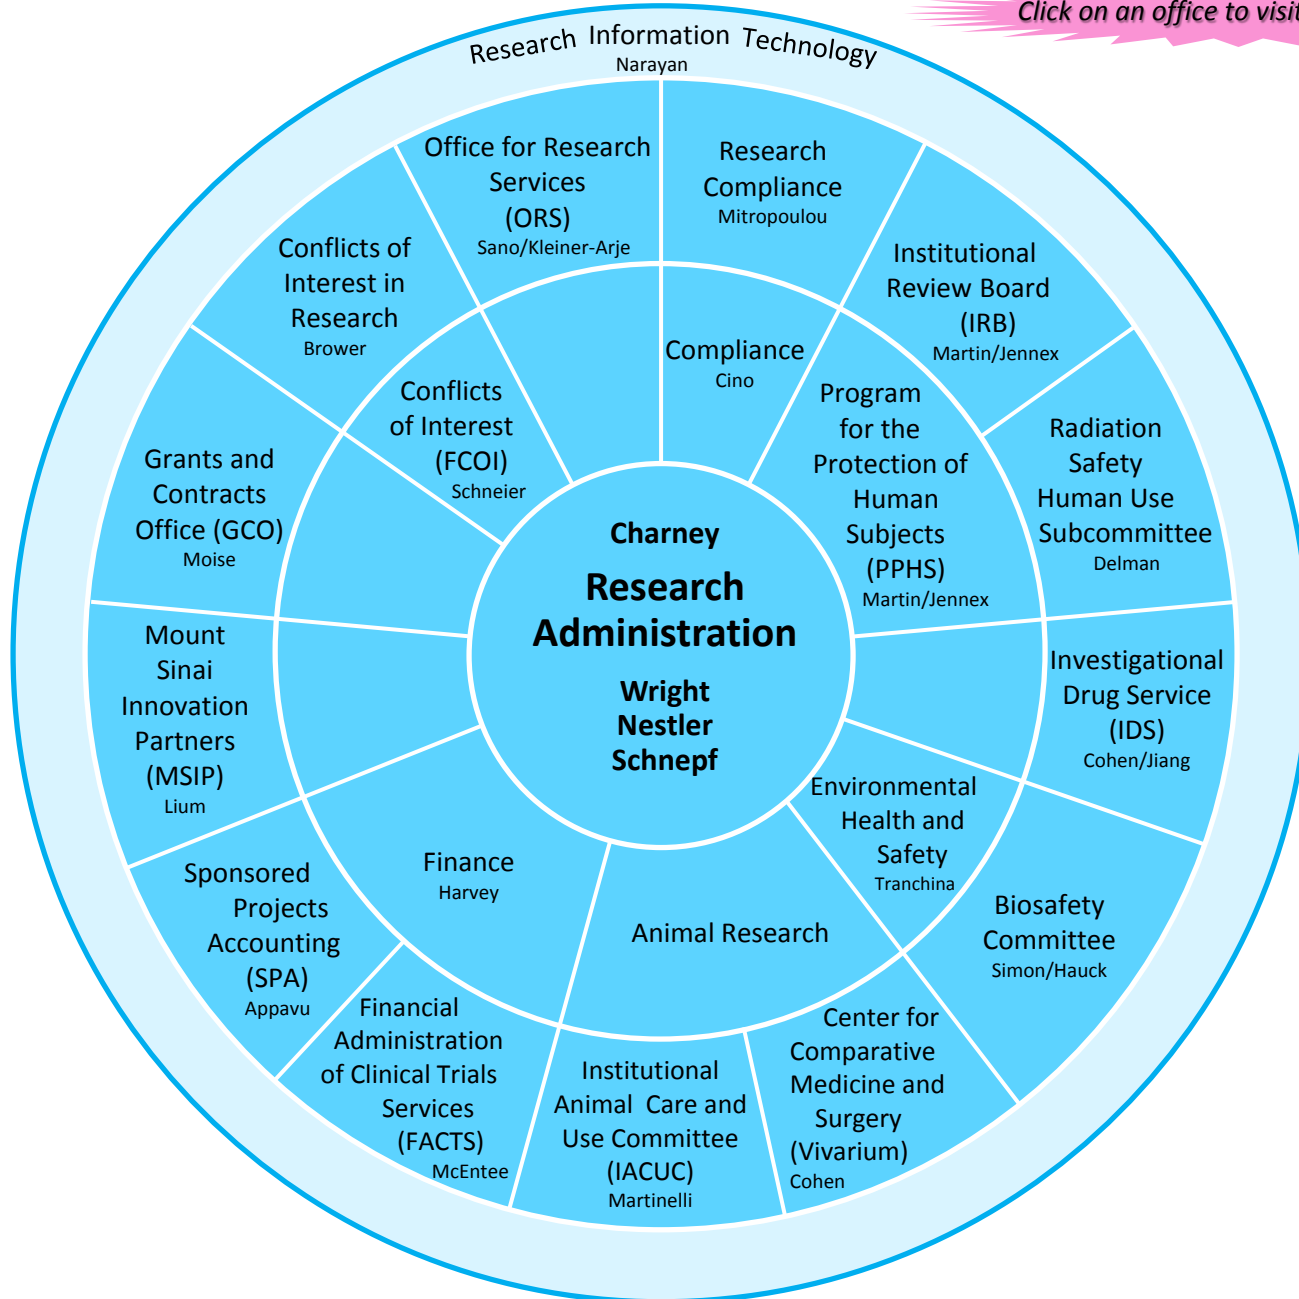 Click on an office to visit
Research Information Technology
Narayan
Office for Research
Services
(ORS)
Sano/Kleiner-Arje
Research
Compliance
Mitropoulou
Institutional
Review Board
(IRB)
Martin/Jennex
Radiation
Safety
Human Use
Subcommittee
Delman
Investigational
Drug Service
(IDS)
Cohen/Jiang
Biosafety
Committee
Simon/Hauck
Center for
Comparative
Medicine and
Surgery
(Vivarium)
Cohen
Institutional
Animal Care and
Use Committee
(IACUC)
Martinelli
Financial
Administration
of Clinical Trials
Services
(FACTS)
McEntee
Sponsored
Projects
Accounting
(SPA)
Appavu
Mount
Sinai
Innovation
Partners
(MSIP)
Lium
Grants and
Contracts
Office (GCO)
Moise
Conflicts of
Interest in
Research
Brower
Conflicts
of Interest
(FCOI)
Schneier
Compliance
Cino
Program
for the
Protection of
Human
Subjects
(PPHS)
Martin/Jennex
Environmental
Health and
Safety
Tranchina
Animal Research
Finance
Harvey
Charney
Research
Administration
Wright
Nestler
Schnepf